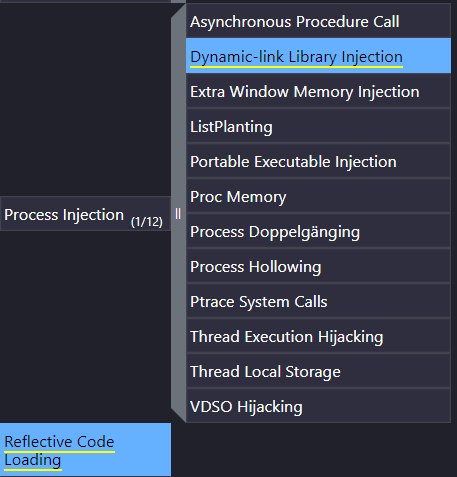 Asynchronous Procedure Call
Dynamic-link Library Injection
Extra Window Memory Injection
ListPlanting
Portable Executable Injection
Proc Memory
Process Injection (1/12)
Process Doppelgänging
Process Hollowing
Ptrace System Calls
Thread Execution Hijacking
Thread Local Storage
VDSO Hijacking
Reflective Code
Loading